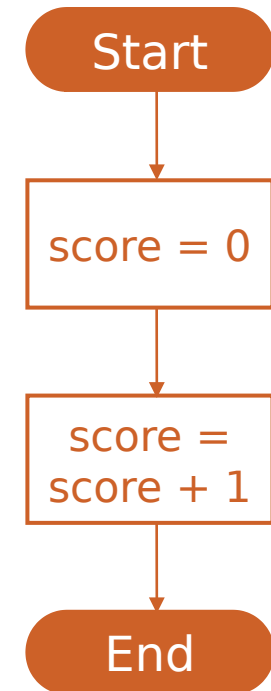 Start
score = 0
score =
score + 1
End